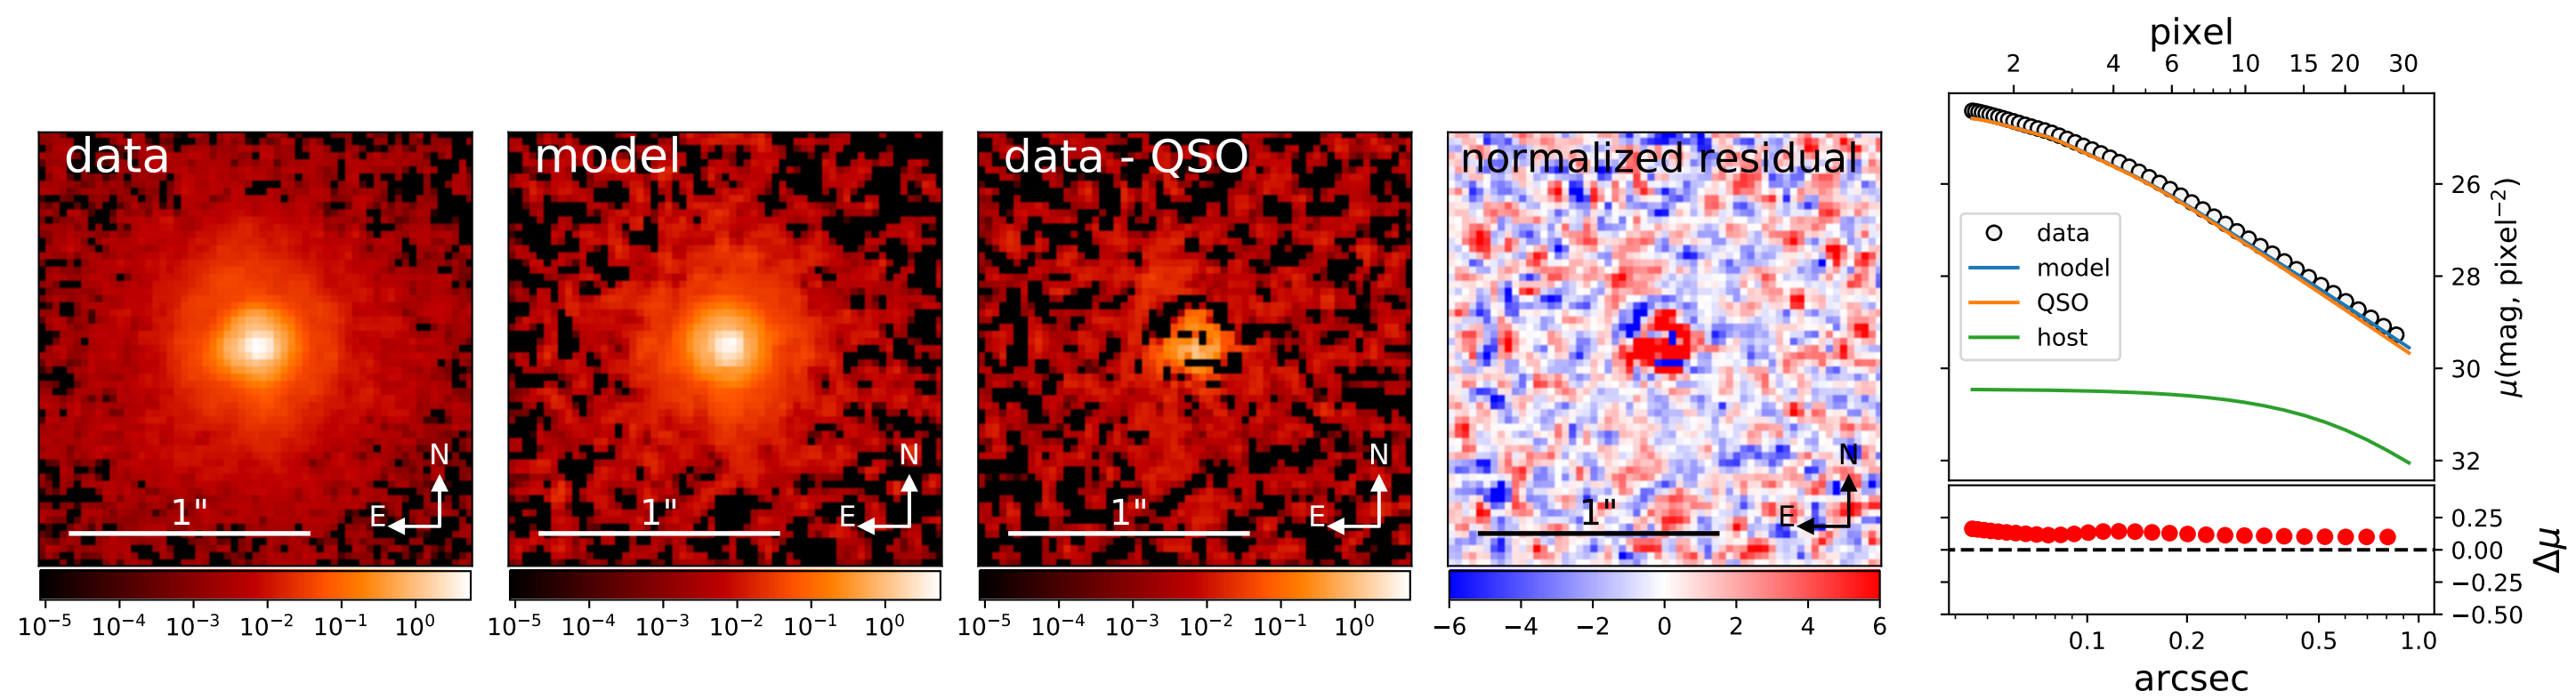 data
N
E
1"
10⁻⁵ 10⁻⁴ 10⁻³ 10⁻² 10⁻¹ 10⁰
model
N
E
1"
10⁻⁵ 10⁻⁴ 10⁻³ 10⁻² 10⁻¹ 10⁰
data - QSO
N
E
1"
10⁻⁵ 10⁻⁴ 10⁻³ 10⁻² 10⁻¹ 10⁰
normalized residual
N
E
1"
−6 −4 −2 0 2 4 6
pixel
2 4 6 10 15 20 30
data
model
QSO
host
26
28
30
32
μ(mag, pixel⁻²)
0.25
0.00
−0.25
−0.50
Δμ
0.1 0.2 0.5 1.0
arcsec